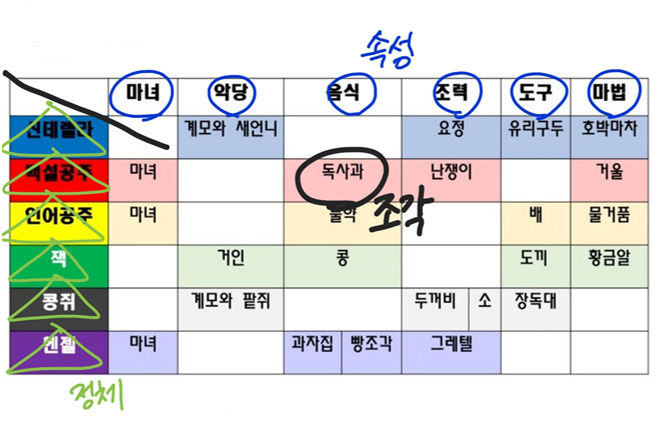 속성
마녀 악당 음식 조력 도구 마법
신데렐라 계모와 새언니 요정 유리구두 호박마차
백설공주 마녀 독사과 난쟁이 거울
인어공주 마녀 물약 조각 배 물거품
잭 거인 콩 도끼 황금알
콩쥐 계모와 팥쥐 두꺼비 소 장독대
헨젤 마녀 과자집 빵조각 그레텔
정체